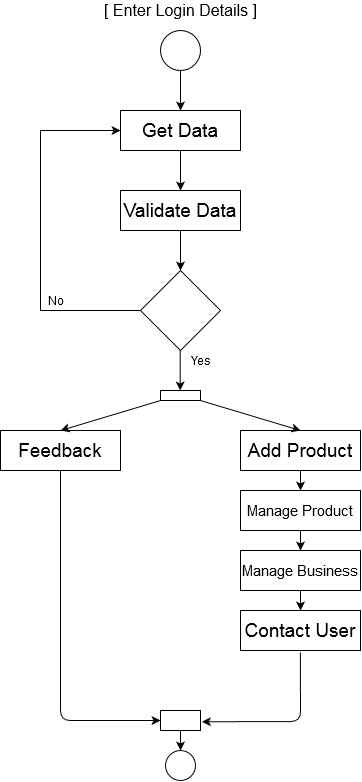 [ Enter Login Details ]
Get Data
Validate Data
No
Yes
Feedback
Add Product
Manage Product
Manage Business
Contact User